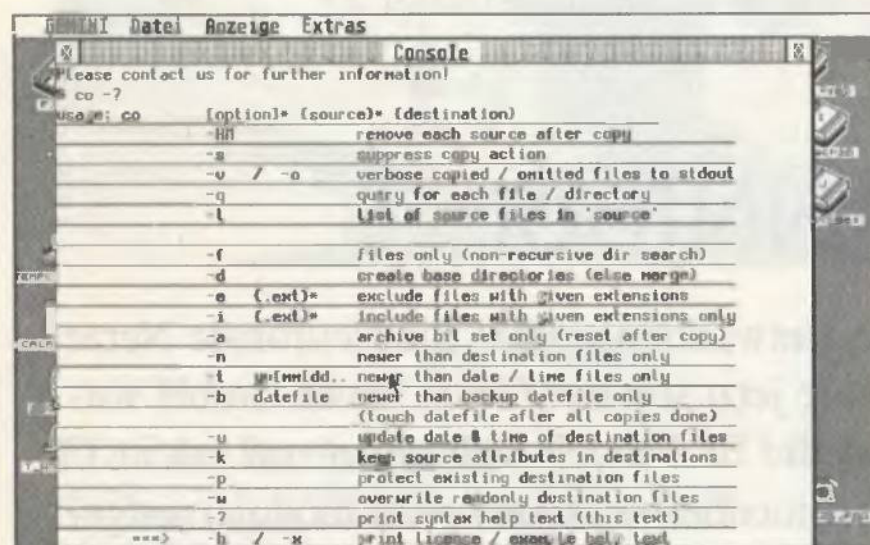 GEMINI Datei Anzeige Extras
Console
Please contact us for further information!
$ co -?
usage: co [option]* {source}* {destination}
-HM remove each source after copy
-s suppress copy action
-v / -o verbose copied / omitted files to stdout
-q query for each file / directory
-l list of source files in 'source'
-f files only (non-recursive dir search)
-d create base directories (else merge)
-e {.ext}* exclude files with given extensions
-i {.ext}* include files with given extensions only
-a archive bit set only (reset after copy)
-n newer than destination files only
-t newer than date / time files only
-b datefile newer than backup datefile only
(touch datefile after all copies done)
-u update date & time of destination files
-k keep source attributes in destinations
-p protect existing destination files
-w overwrite readonly destination files
-? print syntax help text (this text)
===> -h / -x print license / example help text